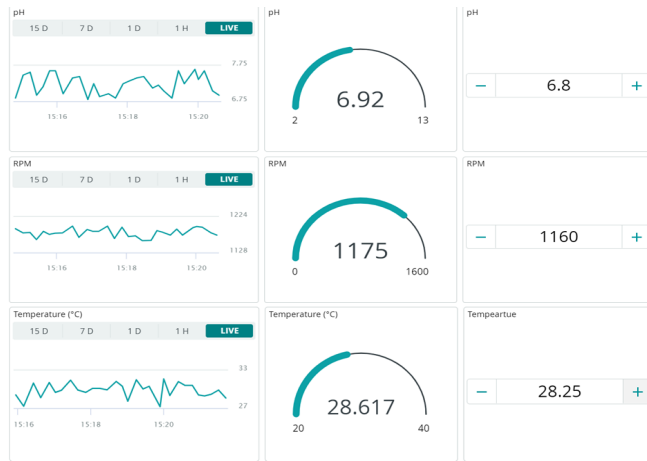 pH
15 D 7 D 1 D 1 H LIVE
7.75
6.75
15:16 15:18 15:20
pH
6.92
2 13
pH
− 6.8 +
RPM
15 D 7 D 1 D 1 H LIVE
1224
1128
15:16 15:18 15:20
RPM
1175
0 1600
RPM
− 1160 +
Temperature (°C)
15 D 7 D 1 D 1 H LIVE
33
27
15:16 15:18 15:20
Temperature (°C)
28.617
20 40
Tempeartue
− 28.25 +